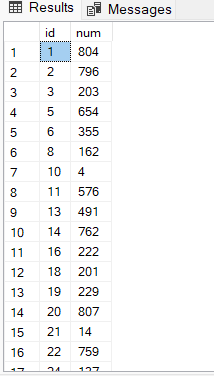 Results Messages
id num
1 1 804
2 2 796
3 3 203
4 5 654
5 6 355
6 8 162
7 10 4
8 11 576
9 13 491
10 14 762
11 16 222
12 18 201
13 19 229
14 20 807
15 21 14
16 22 759
17 24 137